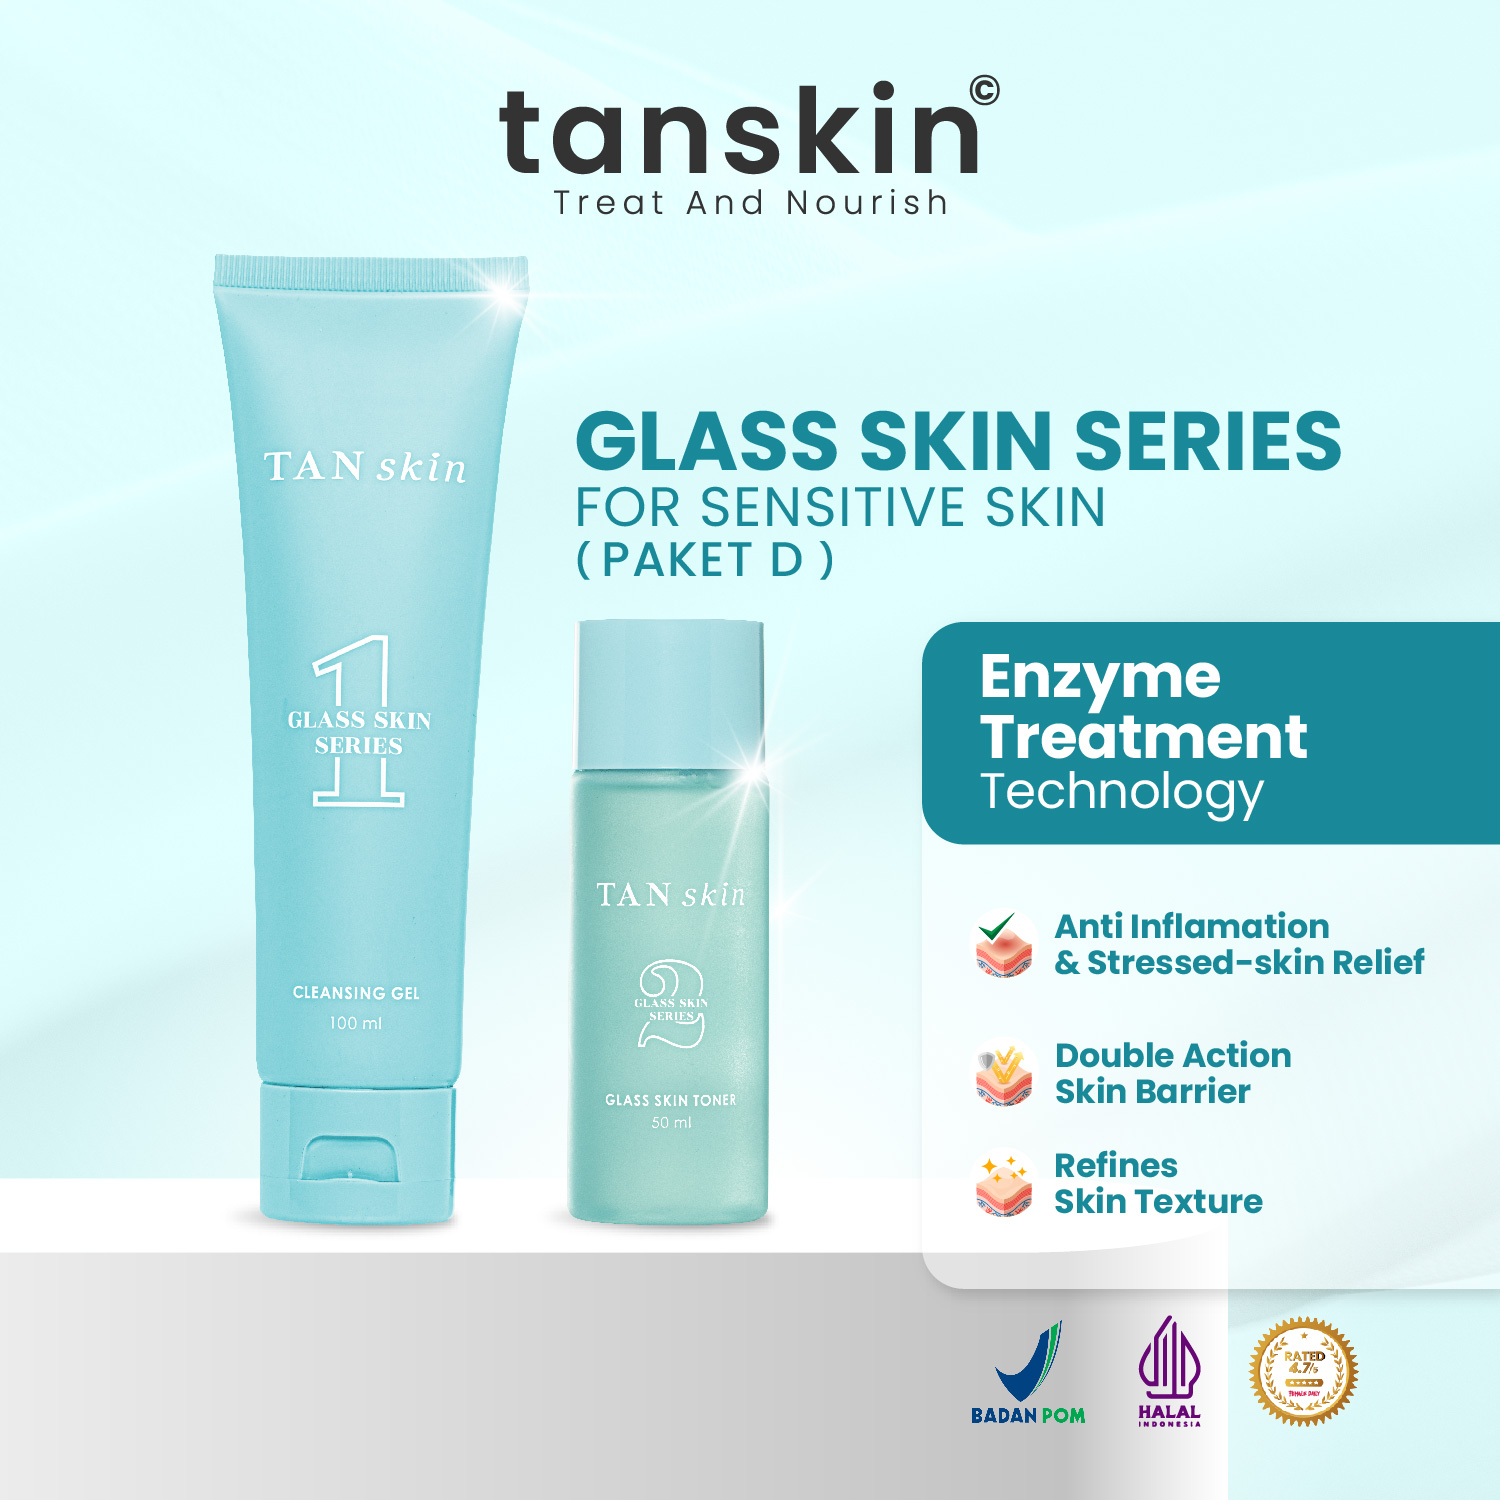 tanskin©
Treat And Nourish
GLASS SKIN SERIES
FOR SENSITIVE SKIN
( PAKET D )
TAN skin
1
GLASS SKIN
SERIES
CLEANSING GEL
100 ml
TAN skin
2
GLASS SKIN
SERIES
GLASS SKIN TONER
50 ml
Enzyme
Treatment
Technology
Anti Inflamation
& Stressed-skin Relief
Double Action
Skin Barrier
Refines
Skin Texture
BADAN POM
HALAL
INDONESIA
RATED
4.7/5
FEMALE DAILY